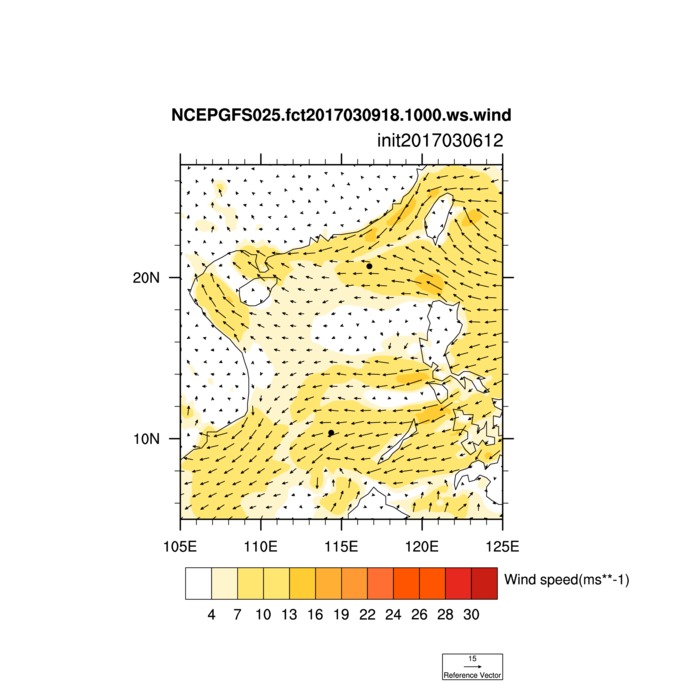 NCEPGFS025.fct2017030918.1000.ws.wind
init2017030612
20N
10N
105E 110E 115E 120E 125E
Wind speed(ms**-1)
4 7 10 13 16 19 22 24 26 28 30
15
Reference Vector